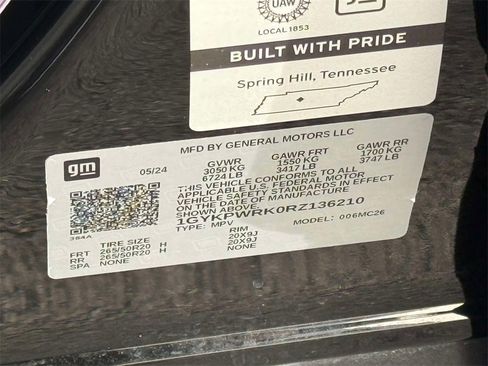 UAW
LOCAL 1853
BUILT WITH PRIDE
Spring Hill, Tennessee
MFD BY GENERAL MOTORS LLC
gm
05/24
GVWR GAWR FRT GAWR RR
3050 KG 1550 KG 1700 KG
6724 LB 3417 LB 3747 LB
THIS VEHICLE CONFORMS TO ALL
APPLICABLE U.S. FEDERAL MOTOR
VEHICLE SAFETY STANDARDS IN EFFECT
ON THE DATE OF MANUFACTURE
SHOWN ABOVE.
1GYKPWRK0RZ136210
TYPE: MPV MODEL: 006MC26
384A
TIRE SIZE RIM
FRT 265/50R20 H 20X9J
RR 265/50R20 H 20X9J
SPA NONE NONE